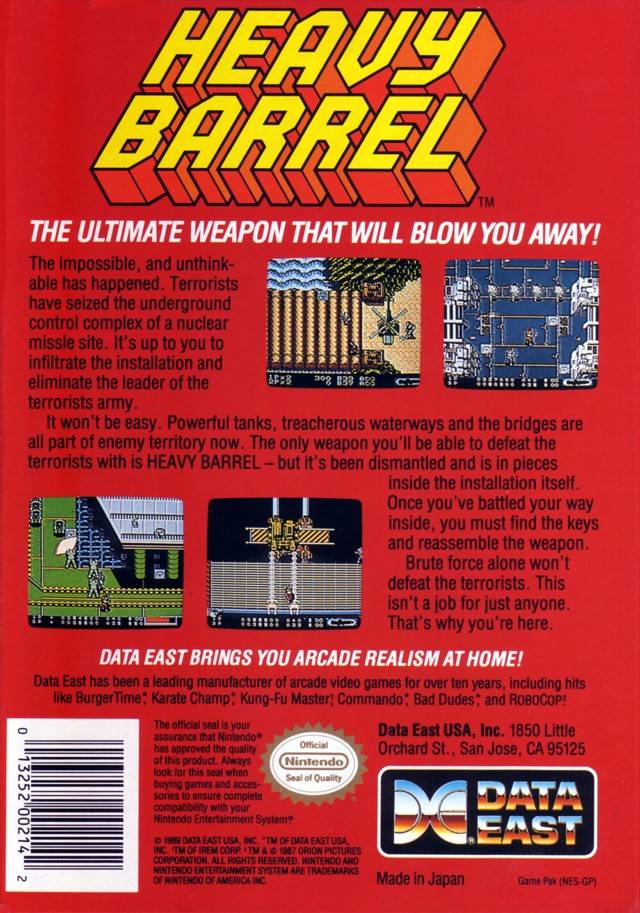 HEAVY
BARREL
TM
THE ULTIMATE WEAPON THAT WILL BLOW YOU AWAY!
The impossible, and unthink-
able has happened. Terrorists
have seized the underground
control complex of a nuclear
missle site. It's up to you to
infiltrate the installation and
eliminate the leader of the
terrorists army.
It won't be easy. Powerful tanks, treacherous waterways and the bridges are
all part of enemy territory now. The only weapon you'll be able to defeat the
terrorists with is HEAVY BARREL – but it's been dismantled and is in pieces
inside the installation itself.
Once you've battled your way
inside, you must find the keys
and reassemble the weapon.
Brute force alone won't
defeat the terrorists. This
isn't a job for just anyone.
That's why you're here.
DATA EAST BRINGS YOU ARCADE REALISM AT HOME!
Data East has been a leading manufacturer of arcade video games for over ten years, including hits
like BurgerTime,* Karate Champ,* Kung-Fu Master,† Commando,* Bad Dudes,* and ROBOCOP.‡
0 13252 00214 2
The official seal is your
assurance that Nintendo®
has approved the quality
of this product. Always
look for this seal when
buying games and acces-
sories to ensure complete
compatibility with your
Nintendo Entertainment System®
Official
Nintendo
Seal of Quality
Data East USA, Inc. 1850 Little
Orchard St., San Jose, CA 95125
DATA
EAST
®
© 1989 DATA EAST USA, INC. *TM OF DATA EAST USA,
INC. †TM OF IREM CORP. ‡ TM & © 1987 ORION PICTURES
CORPORATION. ALL RIGHTS RESERVED. NINTENDO AND
NINTENDO ENTERTAINMENT SYSTEM ARE TRADEMARKS
OF NINTENDO OF AMERICA INC.
Made in Japan
Game Pak (NES-GP)